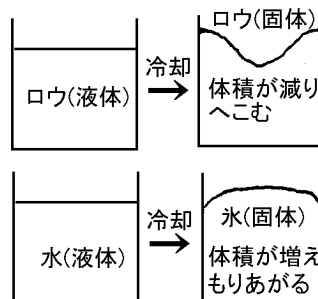 ロウ(液体)
冷却
ロウ(固体)
体積が減り
へこむ
水(液体)
冷却
氷(固体)
体積が増え
もりあがる